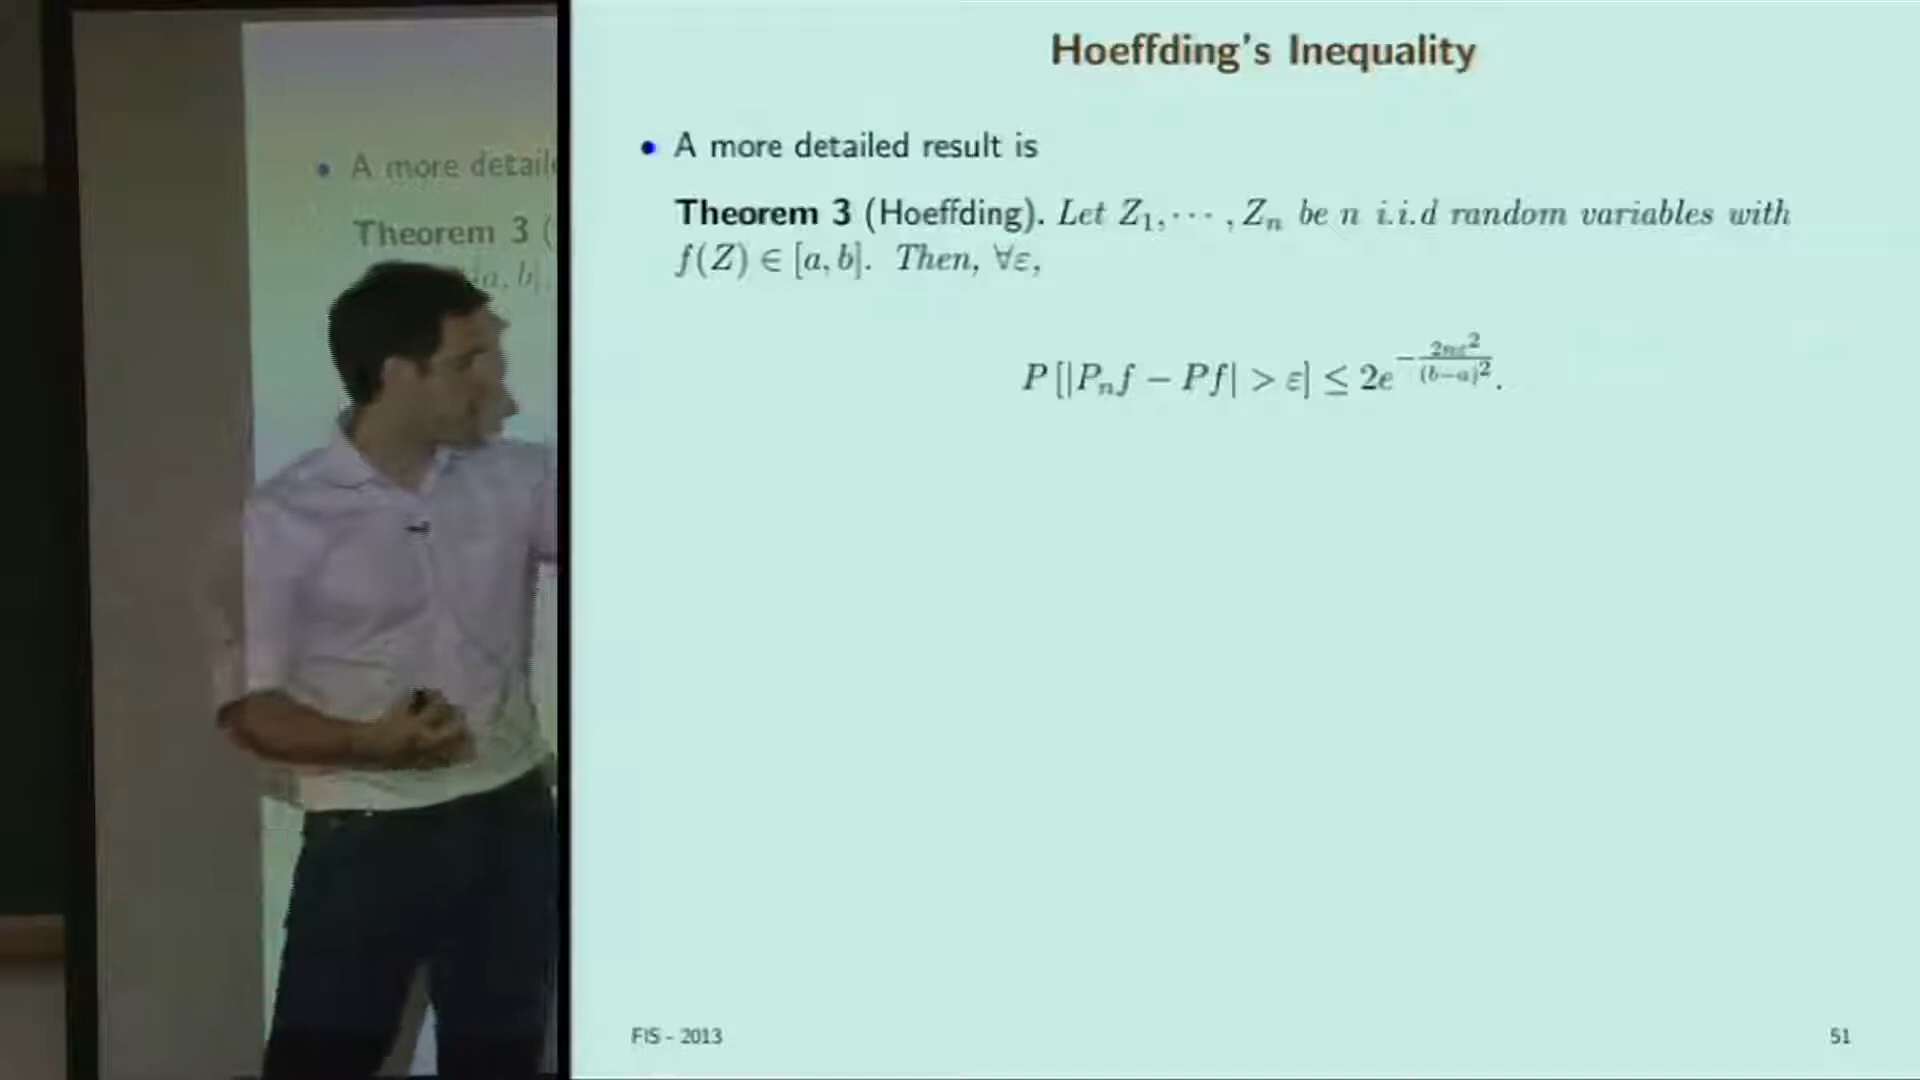 Hoeffding's Inequality
• A more detailed result is
Theorem 3 (Hoeffding). Let Z₁, ⋯ , Zₙ be n i.i.d random variables with
f(Z) ∈ [a, b]. Then, ∀ε,
P [|Pₙf − Pf| > ε] ≤ 2e^{−\frac{2nε²}{(b−a)²}}.
FIS - 2013
51
• A more detail
Theorem 3 (
a, b].